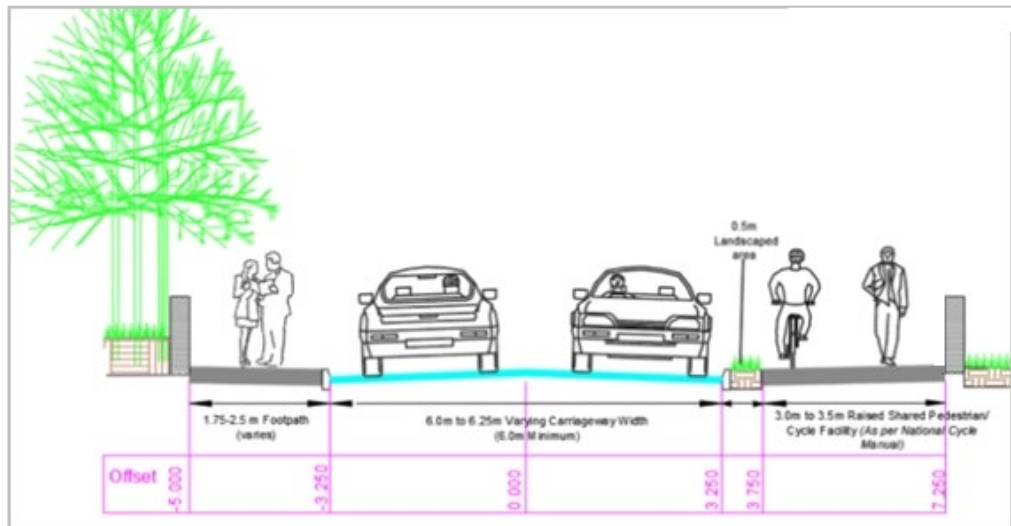 0.5m
Landscaped
area
1.75-2.5 m Footpath
(varies)
6.0m to 6.25m Varying Carriageway Width
(6.0m Minimum)
3.0m to 3.5m Raised Shared Pedestrian/
Cycle Facility (As per National Cycle
Manual)
Offset
-5.000
-3.250
0.000
3.250
3.750
7.250